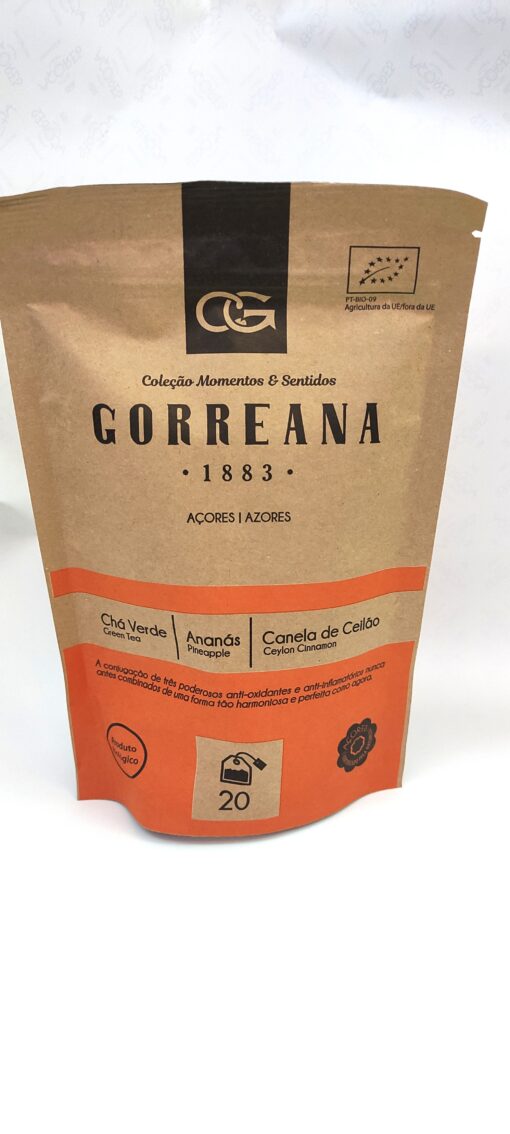 CG
PT-BIO-09
Agricultura da UE/fora da UE
Coleção Momentos & Sentidos
GORREANA
• 1883 •
AÇORES | AZORES
Chá Verde
Green Tea
Ananás
Pineapple
Canela de Ceilão
Ceylon Cinnamon
A conjugação de três poderosos anti-oxidantes e anti-inflamatórios nunca
antes combinados de uma forma tão harmoniosa e perfeita como agora.
20